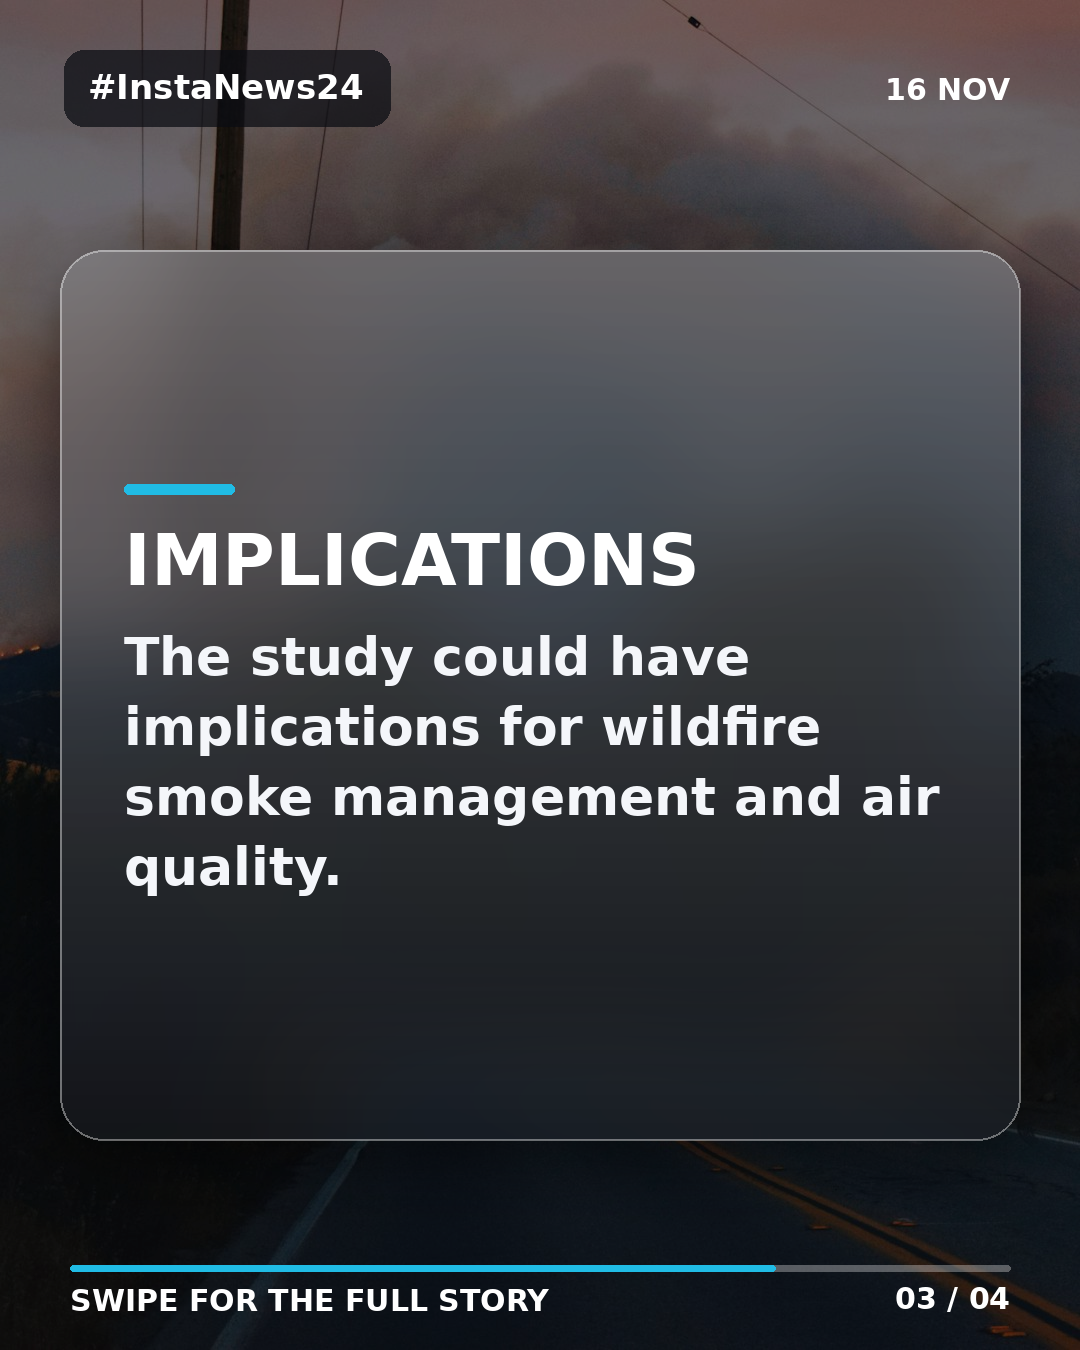 #InstaNews24
16 NOV
IMPLICATIONS
The study could have
implications for wildfire
smoke management and air
quality.
SWIPE FOR THE FULL STORY
03 / 04